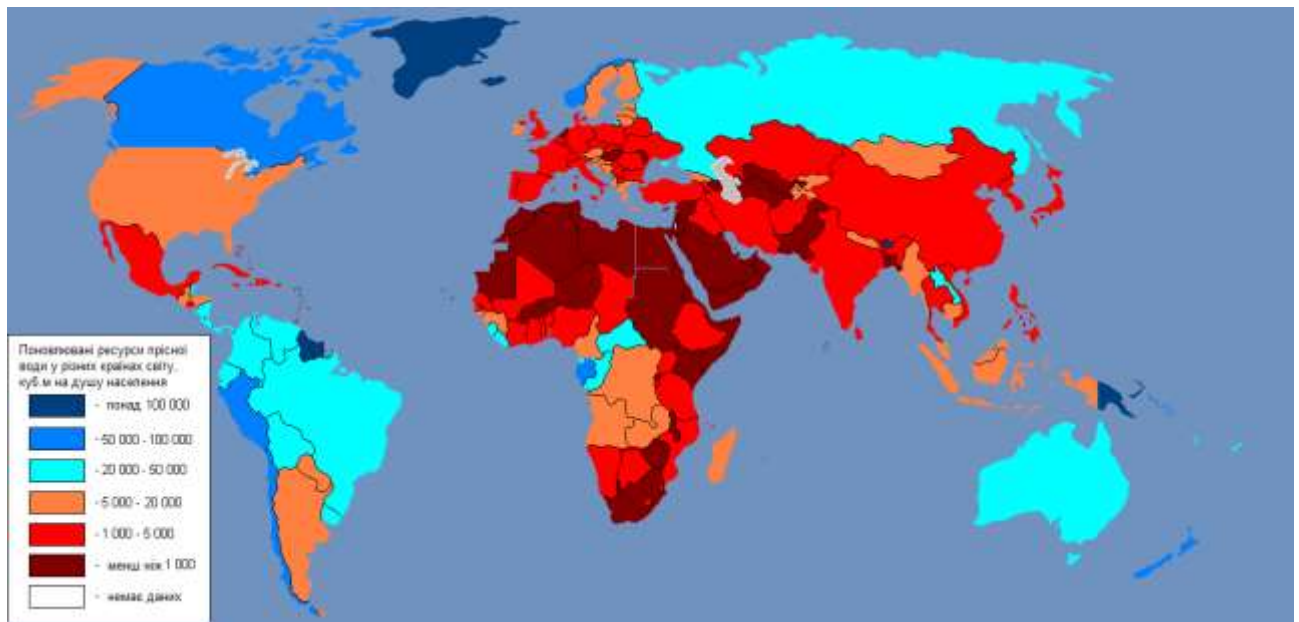 Поновлювані ресурси прісної
води у різних країнах світу,
куб.м на душу населення
- понад 100 000
- 50 000 - 100 000
- 20 000 - 50 000
- 5 000 - 20 000
- 1 000 - 5 000
- менш ніж 1 000
- немає даних